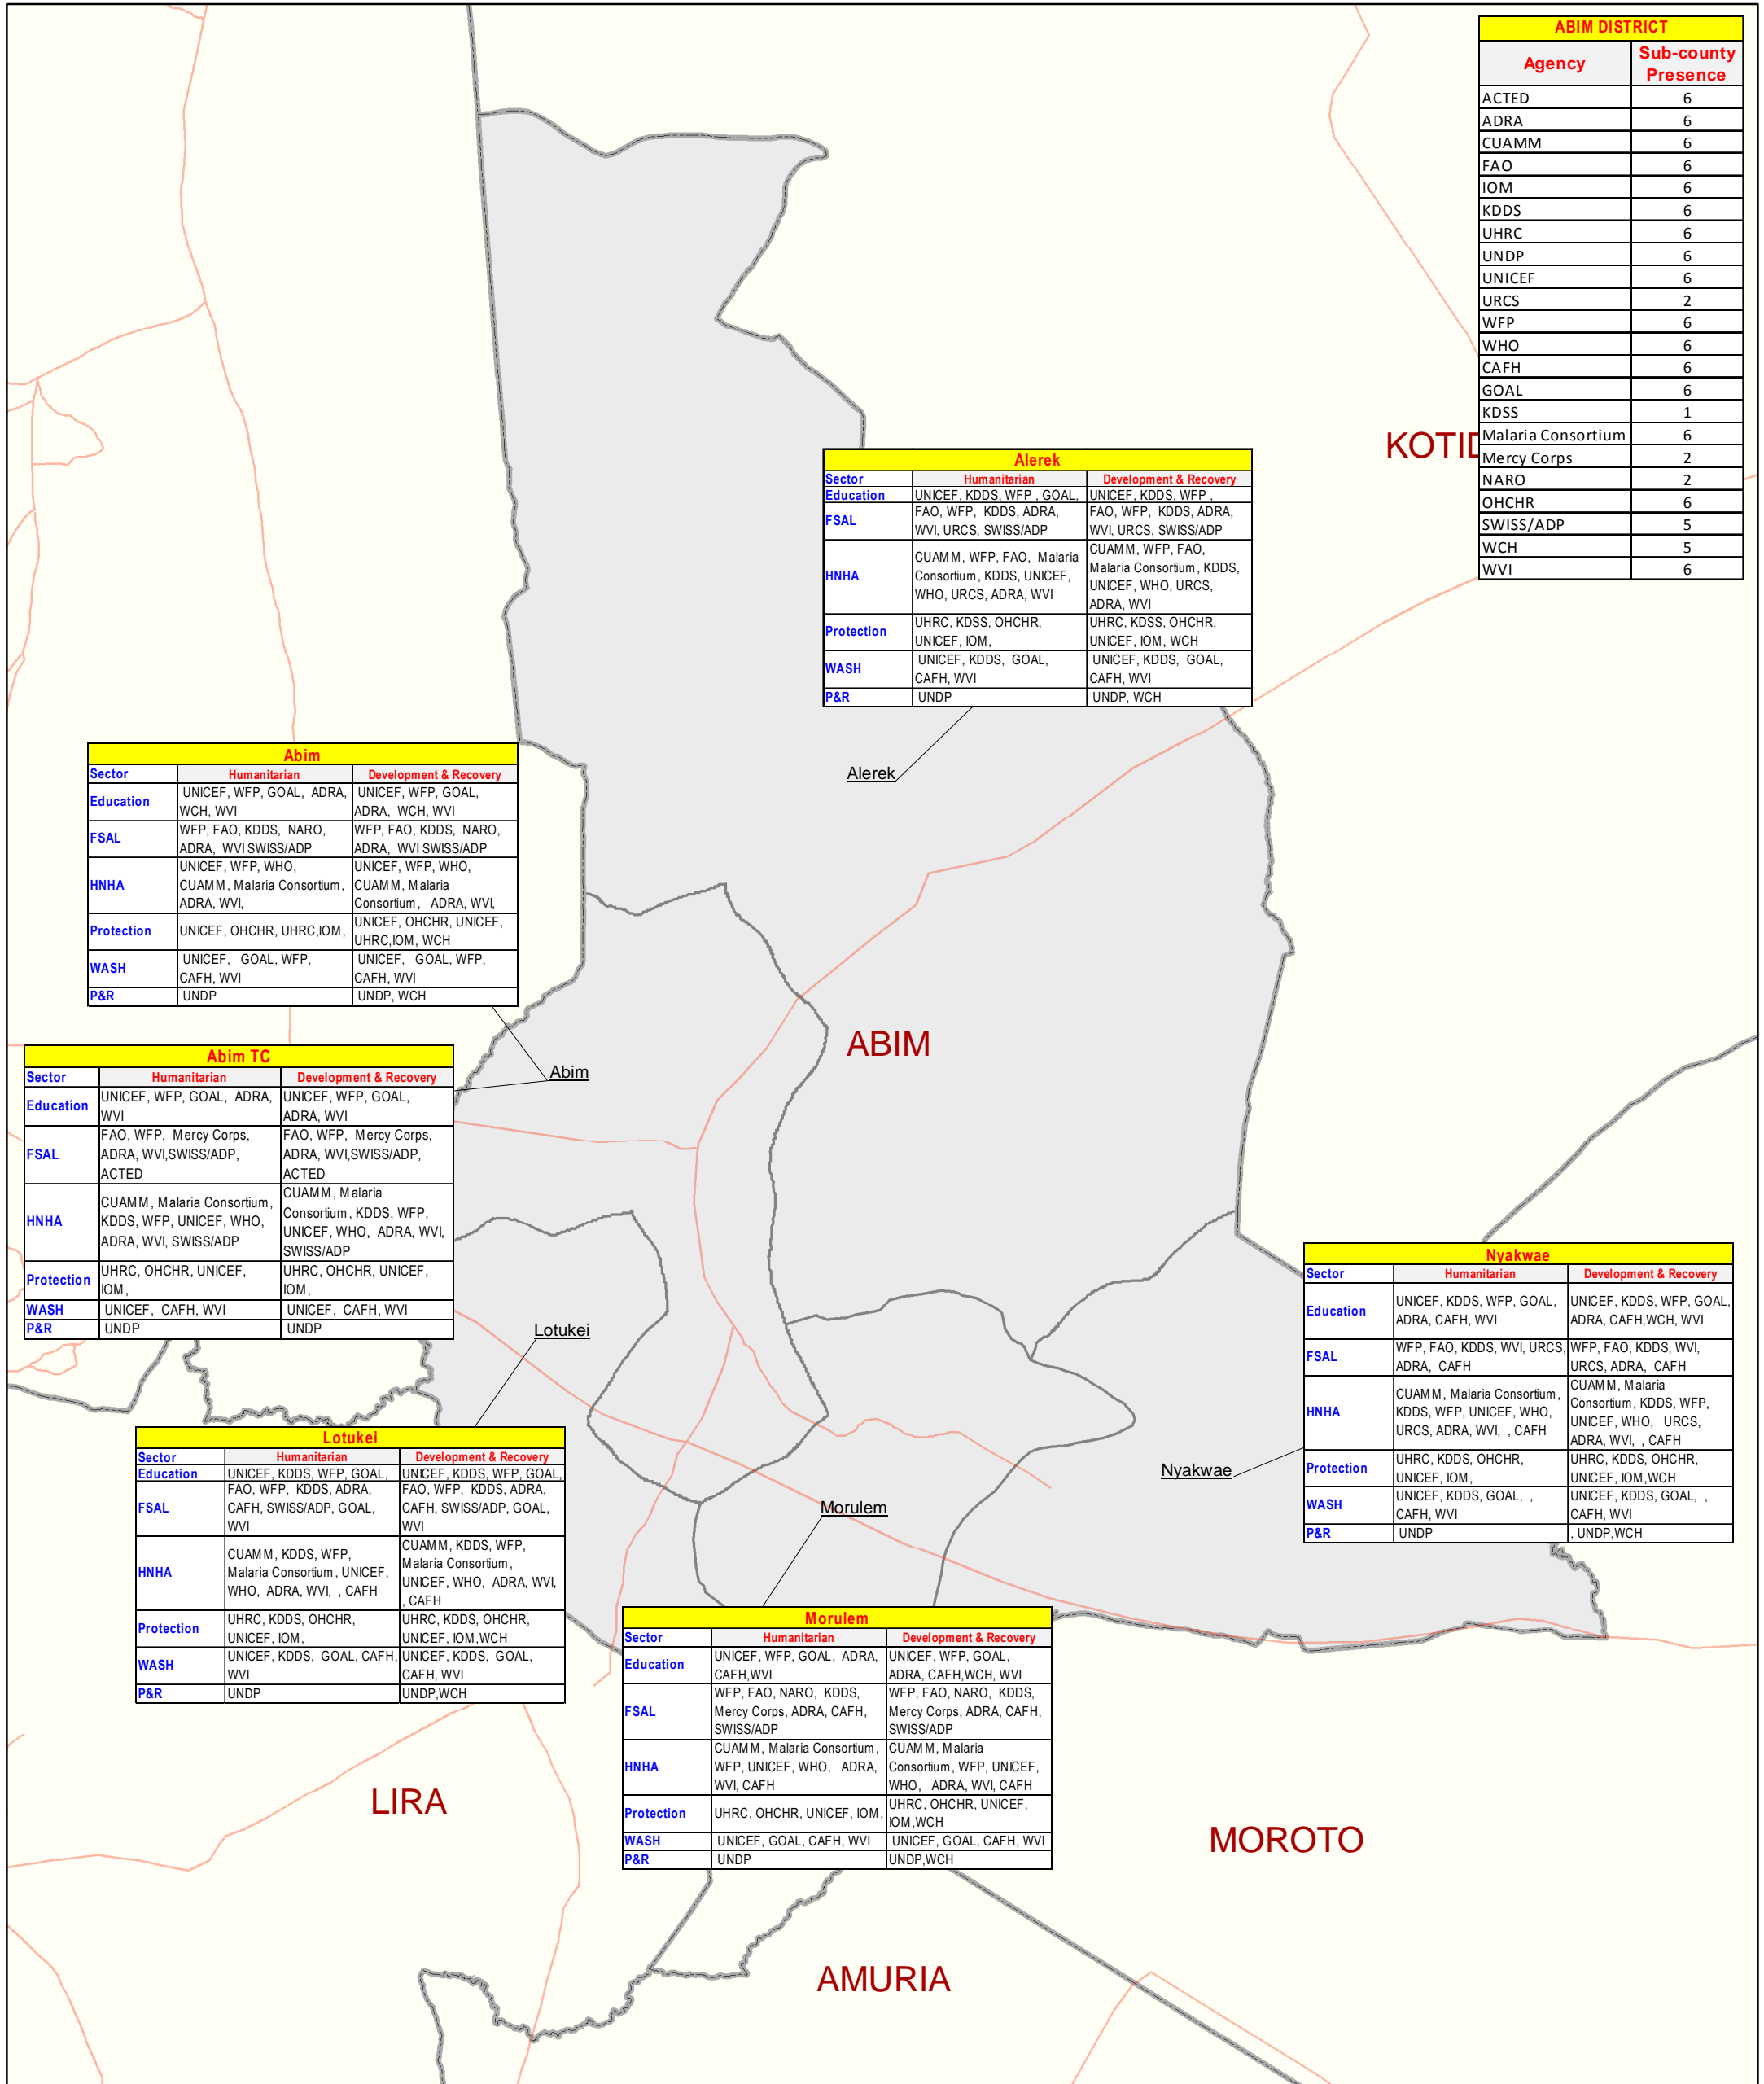 ABIM DISTRICT
Agency Sub-county Presence
ACTED 6
ADRA 6
CUAMM 6
FAO 6
IOM 6
KDDS 6
UHRC 6
UNDP 6
UNICEF 6
URCS 2
WFP 6
WHO 6
CAFH 6
GOAL 6
KDSS 1
Malaria Consortium 6
Mercy Corps 2
NARO 2
OHCHR 6
SWISS/ADP 5
WCH 5
WVI 6
KOTID
Alerek
Sector Humanitarian Development & Recovery
Education UNICEF, KDDS, WFP , GOAL, UNICEF, KDDS, WFP ,
FSAL FAO, WFP, KDDS, ADRA, WVI, URCS, SWISS/ADP FAO, WFP, KDDS, ADRA, WVI, URCS, SWISS/ADP
HNHA CUAMM, WFP, FAO, Malaria Consortium, KDDS, UNICEF, WHO, URCS, ADRA, WVI CUAMM, WFP, FAO, Malaria Consortium, KDDS, UNICEF, WHO, URCS, ADRA, WVI
Protection UHRC, KDSS, OHCHR, UNICEF, IOM, UHRC, KDSS, OHCHR, UNICEF, IOM, WCH
WASH UNICEF, KDDS, GOAL, CAFH, WVI UNICEF, KDDS, GOAL, CAFH, WVI
P&R UNDP UNDP, WCH
Alerek
Abim
Sector Humanitarian Development & Recovery
Education UNICEF, WFP, GOAL, ADRA, WCH, WVI UNICEF, WFP, GOAL, ADRA, WCH, WVI
FSAL WFP, FAO, KDDS, NARO, ADRA, WVI SWISS/ADP WFP, FAO, KDDS, NARO, ADRA, WVI SWISS/ADP
HNHA UNICEF, WFP, WHO, CUAMM, Malaria Consortium, ADRA, WVI, UNICEF, WFP, WHO, CUAMM, Malaria Consortium, ADRA, WVI,
Protection UNICEF, OHCHR, UHRC,IOM, UNICEF, OHCHR, UNICEF, UHRC,IOM, WCH
WASH UNICEF, GOAL, WFP, CAFH, WVI UNICEF, GOAL, WFP, CAFH, WVI
P&R UNDP UNDP, WCH
ABIM
Abim
Abim TC
Sector Humanitarian Development & Recovery
Education UNICEF, WFP, GOAL, ADRA, WVI UNICEF, WFP, GOAL, ADRA, WVI
FSAL FAO, WFP, Mercy Corps, ADRA, WVI,SWISS/ADP, ACTED FAO, WFP, Mercy Corps, ADRA, WVI,SWISS/ADP, ACTED
HNHA CUAMM, Malaria Consortium, KDDS, WFP, UNICEF, WHO, ADRA, WVI, SWISS/ADP CUAMM, Malaria Consortium, KDDS, WFP, UNICEF, WHO, ADRA, WVI, SWISS/ADP
Protection UHRC, OHCHR, UNICEF, IOM, UHRC, OHCHR, UNICEF, IOM,
WASH UNICEF, CAFH, WVI UNICEF, CAFH, WVI
P&R UNDP UNDP
Nyakwae
Sector Humanitarian Development & Recovery
Education UNICEF, KDDS, WFP, GOAL, ADRA, CAFH, WVI UNICEF, KDDS, WFP, GOAL, ADRA, CAFH,WCH, WVI
FSAL WFP, FAO, KDDS, WVI, URCS, ADRA, CAFH WFP, FAO, KDDS, WVI, URCS, ADRA, CAFH
HNHA CUAMM, Malaria Consortium, KDDS, WFP, UNICEF, WHO, URCS, ADRA, WVI, , CAFH CUAMM, Malaria Consortium, KDDS, WFP, UNICEF, WHO, URCS, ADRA, WVI, , CAFH
Protection UHRC, KDDS, OHCHR, UNICEF, IOM, UHRC, KDDS, OHCHR, UNICEF, IOM,WCH
WASH UNICEF, KDDS, GOAL, , CAFH, WVI UNICEF, KDDS, GOAL, , CAFH, WVI
P&R UNDP , UNDP,WCH
Lotukei
Nyakwae
Morulem
Lotukei
Sector Humanitarian Development & Recovery
Education UNICEF, KDDS, WFP, GOAL, UNICEF, KDDS, WFP, GOAL,
FSAL FAO, WFP, KDDS, ADRA, CAFH, SWISS/ADP, GOAL, WVI FAO, WFP, KDDS, ADRA, CAFH, SWISS/ADP, GOAL, WVI
HNHA CUAMM, KDDS, WFP, Malaria Consortium, UNICEF, WHO, ADRA, WVI, , CAFH CUAMM, KDDS, WFP, Malaria Consortium, UNICEF, WHO, ADRA, WVI, , CAFH
Protection UHRC, KDDS, OHCHR, UNICEF, IOM, UHRC, KDDS, OHCHR, UNICEF, IOM,WCH
WASH UNICEF, KDDS, GOAL, CAFH, WVI UNICEF, KDDS, GOAL, CAFH, WVI
P&R UNDP UNDP,WCH
Morulem
Sector Humanitarian Development & Recovery
Education UNICEF, WFP, GOAL, ADRA, CAFH,WVI UNICEF, WFP, GOAL, ADRA, CAFH,WCH, WVI
FSAL WFP, FAO, NARO, KDDS, Mercy Corps, ADRA, CAFH, SWISS/ADP WFP, FAO, NARO, KDDS, Mercy Corps, ADRA, CAFH, SWISS/ADP
HNHA CUAMM, Malaria Consortium, WFP, UNICEF, WHO, ADRA, WVI, CAFH CUAMM, Malaria Consortium, WFP, UNICEF, WHO, ADRA, WVI, CAFH
Protection UHRC, OHCHR, UNICEF, IOM, UHRC, OHCHR, UNICEF, IOM,WCH
WASH UNICEF, GOAL, CAFH, WVI UNICEF, GOAL, CAFH, WVI
P&R UNDP UNDP,WCH
LIRA
MOROTO
AMURIA